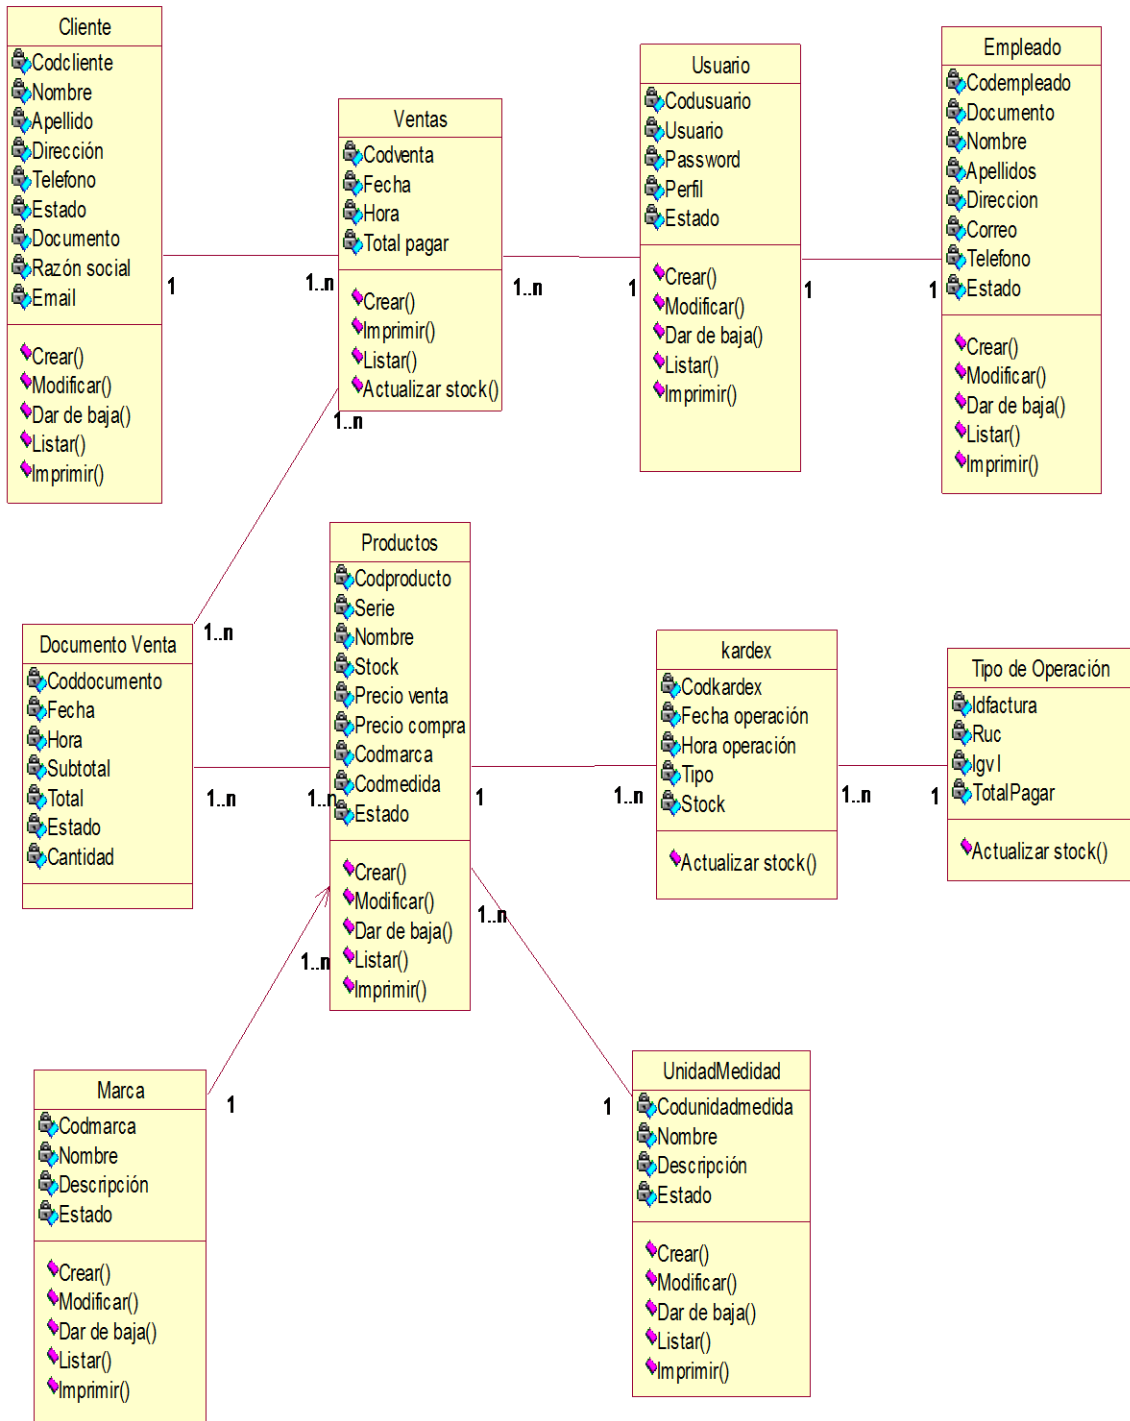 Cliente
Codcliente
Nombre
Apellido
Dirección
Telefono
Estado
Documento
Razón social
Email
Crear()
Modificar()
Dar de baja()
Listar()
Imprimir()
1
1..n
Ventas
Codventa
Fecha
Hora
Total pagar
Crear()
Imprimir()
Listar()
Actualizar stock()
1..n
1..n
1
Usuario
Codusuario
Usuario
Password
Perfil
Estado
Crear()
Modificar()
Dar de baja()
Listar()
Imprimir()
1
1
Empleado
Codempleado
Documento
Nombre
Apellidos
Direccion
Correo
Telefono
Estado
Crear()
Modificar()
Dar de baja()
Listar()
Imprimir()
1..n
Documento Venta
Coddocumento
Fecha
Hora
Subtotal
Total
Estado
Cantidad
1..n
1..n
Productos
Codproducto
Serie
Nombre
Stock
Precio venta
Precio compra
Codmarca
Codmedida
Estado
Crear()
Modificar()
Dar de baja()
Listar()
Imprimir()
1
1..n
kardex
Codkardex
Fecha operación
Hora operación
Tipo
Stock
Actualizar stock()
1..n
1
Tipo de Operación
Idfactura
Ruc
Igv l
TotalPagar
Actualizar stock()
1..n
1..n
1
1
Marca
Codmarca
Nombre
Descripción
Estado
Crear()
Modificar()
Dar de baja()
Listar()
Imprimir()
UnidadMedidad
Codunidadmedida
Nombre
Descripción
Estado
Crear()
Modificar()
Dar de baja()
Listar()
Imprimir()